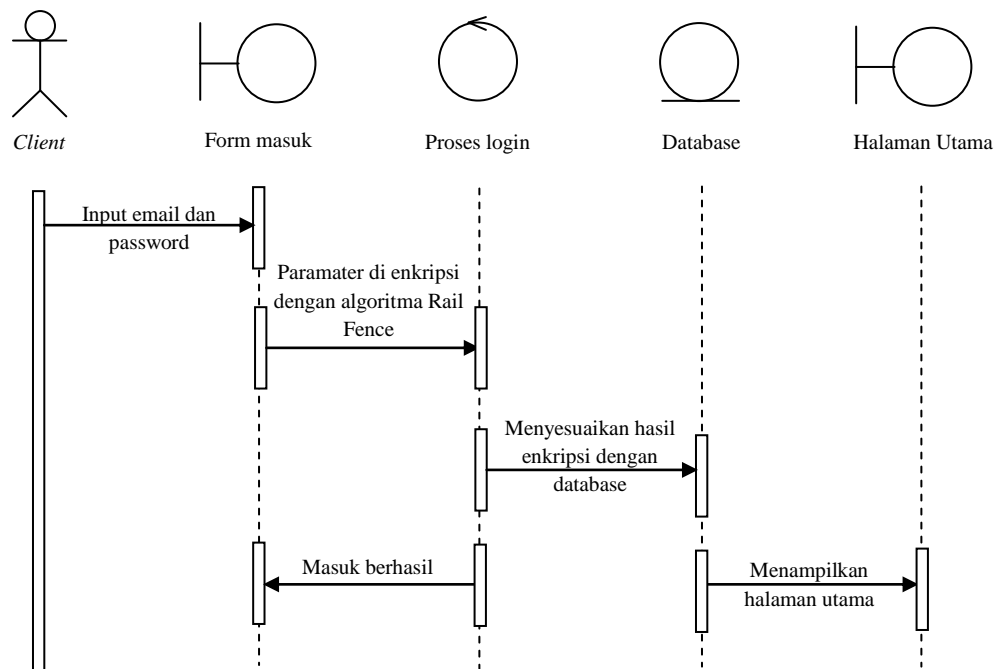 Client
Form masuk
Proses login
Database
Halaman Utama
Input email dan
password
Paramater di enkripsi
dengan algoritma Rail
Fence
Menyesuaikan hasil
enkripsi dengan
database
Masuk berhasil
Menampilkan
halaman utama